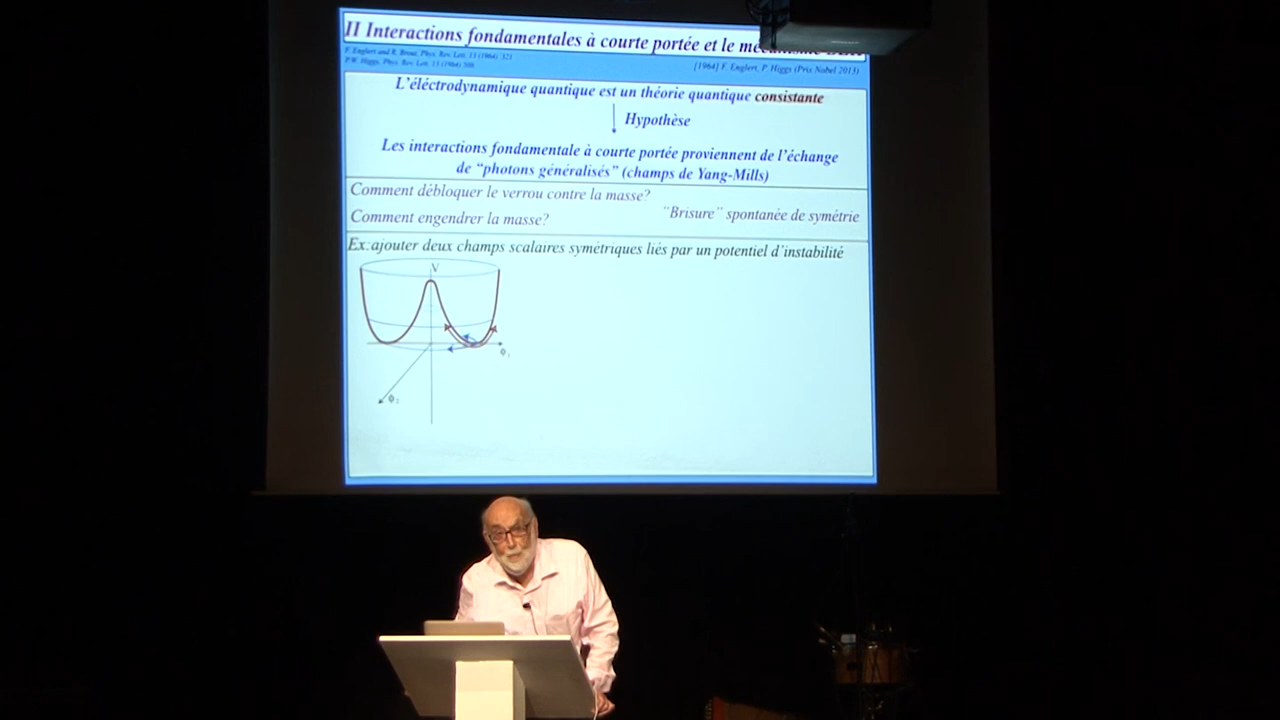 II Interactions fondamentales à courte portée et le
F. Englert and R. Brout, Phys. Rev. Lett. 13 (1964) 321
P.W. Higgs, Phys. Rev. Lett. 13 (1964) 508
[1964] F. Englert, P. Higgs (Prix Nobel 2013)
L'éléctrodynamique quantique est un théorie quantique consistante
Hypothèse
Les interactions fondamentale à courte portée proviennent de l'échange
de “photons généralisés” (champs de Yang-Mills)
Comment débloquer le verrou contre la masse?
Comment engendrer la masse?
"Brisure" spontanée de symétrie
Ex: ajouter deux champs scalaires symétriques liés par un potentiel d'instabilité
V
ϕ1
ϕ2